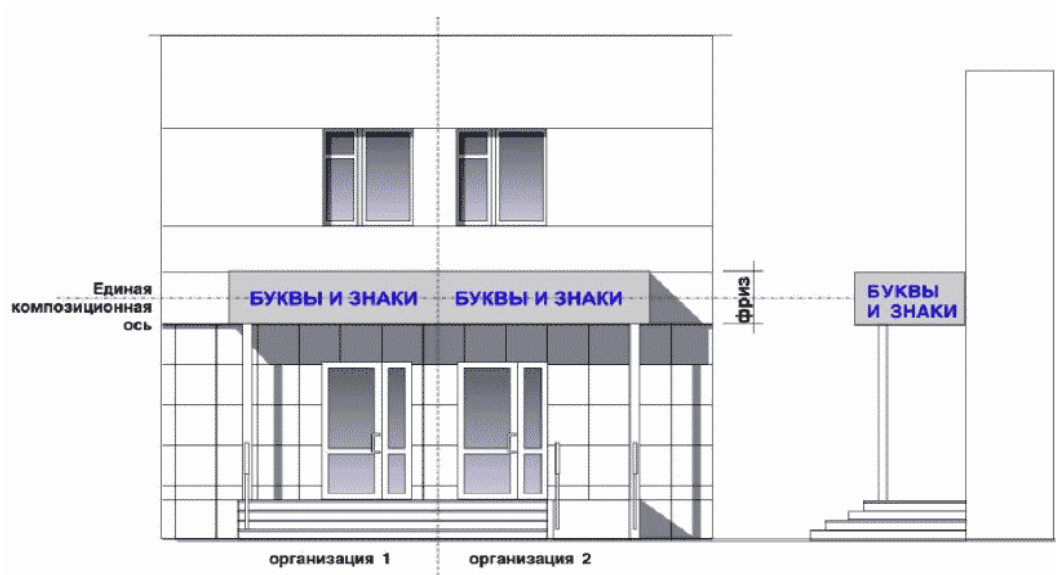 Единая
композиционная
ось
БУКВЫ И ЗНАКИ БУКВЫ И ЗНАКИ
фриз
БУКВЫ
И ЗНАКИ
организация 1 организация 2